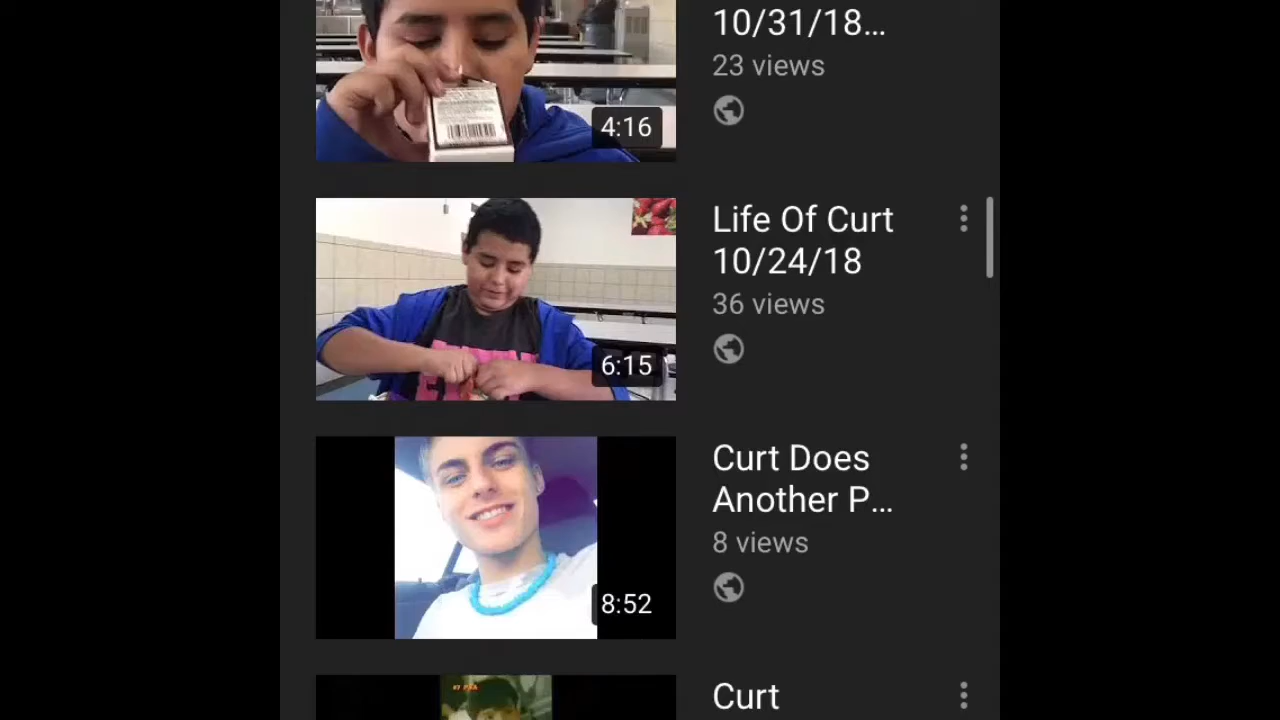 10/31/18...
23 views
4:16
Life Of Curt
10/24/18
36 views
6:15
Curt Does
Another P...
8 views
8:52
Curt